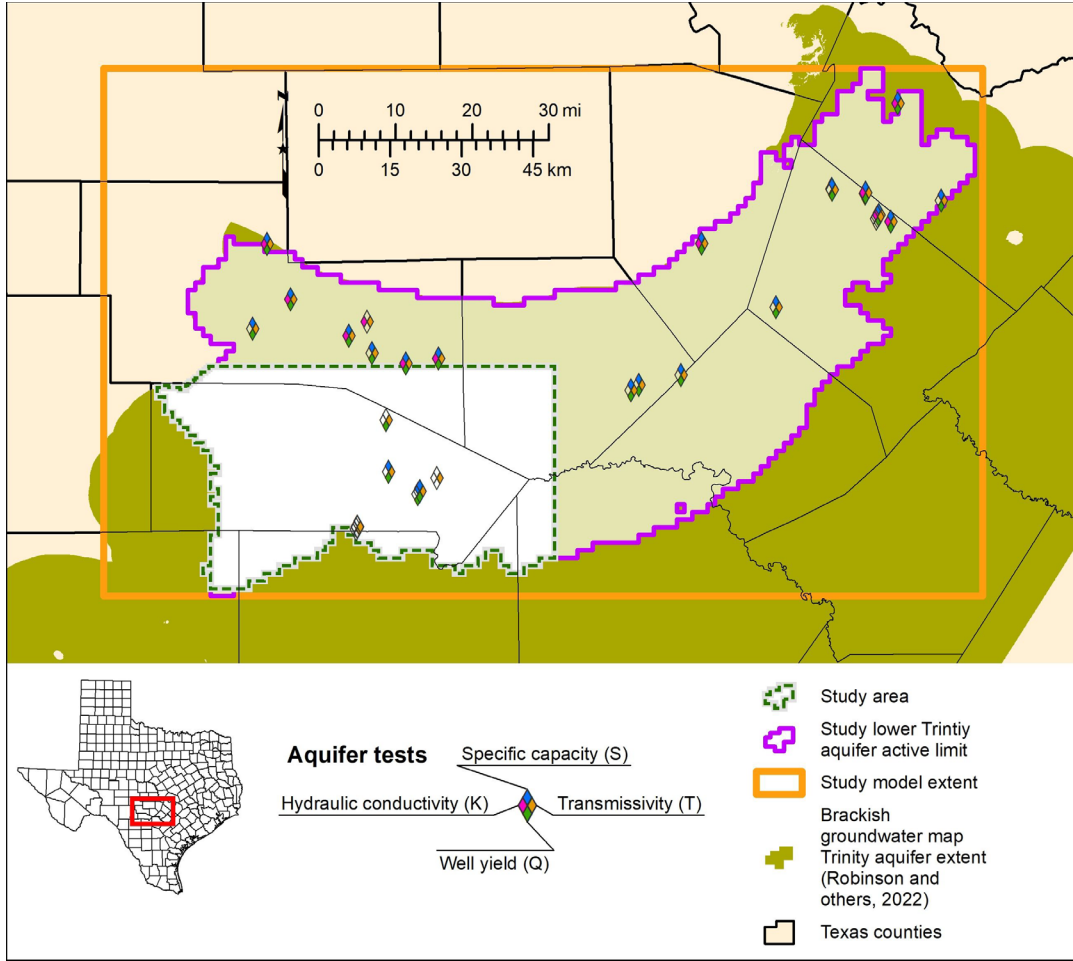 N
0 10 20 30 mi
0 15 30 45 km
Aquifer tests
Specific capacity (S)
Hydraulic conductivity (K)
Transmissivity (T)
Well yield (Q)
Study area
Study lower Trintiy
aquifer active limit
Study model extent
Brackish
groundwater map
Trinity aquifer extent
(Robinson and
others, 2022)
Texas counties